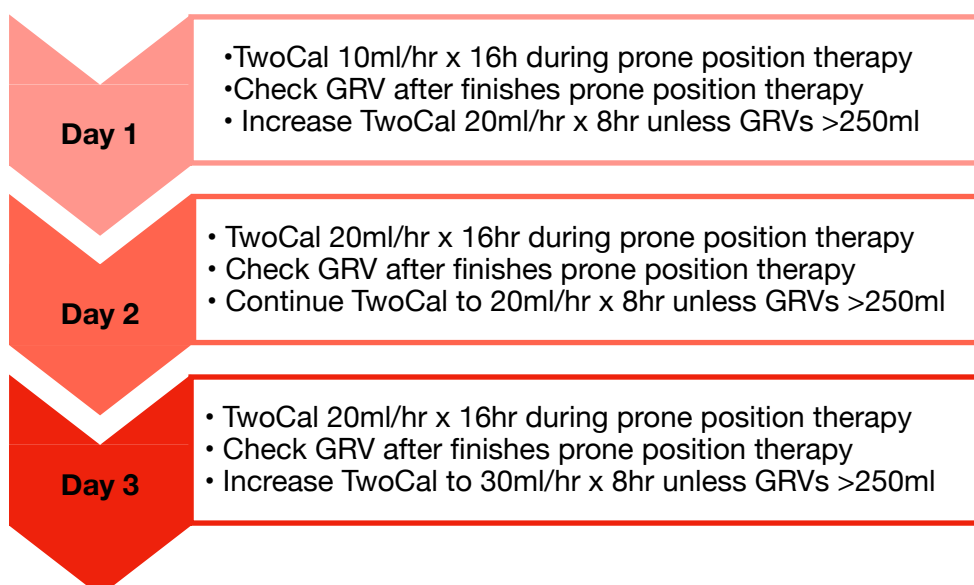 Day 1
•TwoCal 10ml/hr x 16h during prone position therapy
•Check GRV after finishes prone position therapy
• Increase TwoCal 20ml/hr x 8hr unless GRVs >250ml
Day 2
• TwoCal 20ml/hr x 16hr during prone position therapy
• Check GRV after finishes prone position therapy
• Continue TwoCal to 20ml/hr x 8hr unless GRVs >250ml
Day 3
• TwoCal 20ml/hr x 16hr during prone position therapy
• Check GRV after finishes prone position therapy
• Increase TwoCal to 30ml/hr x 8hr unless GRVs >250ml